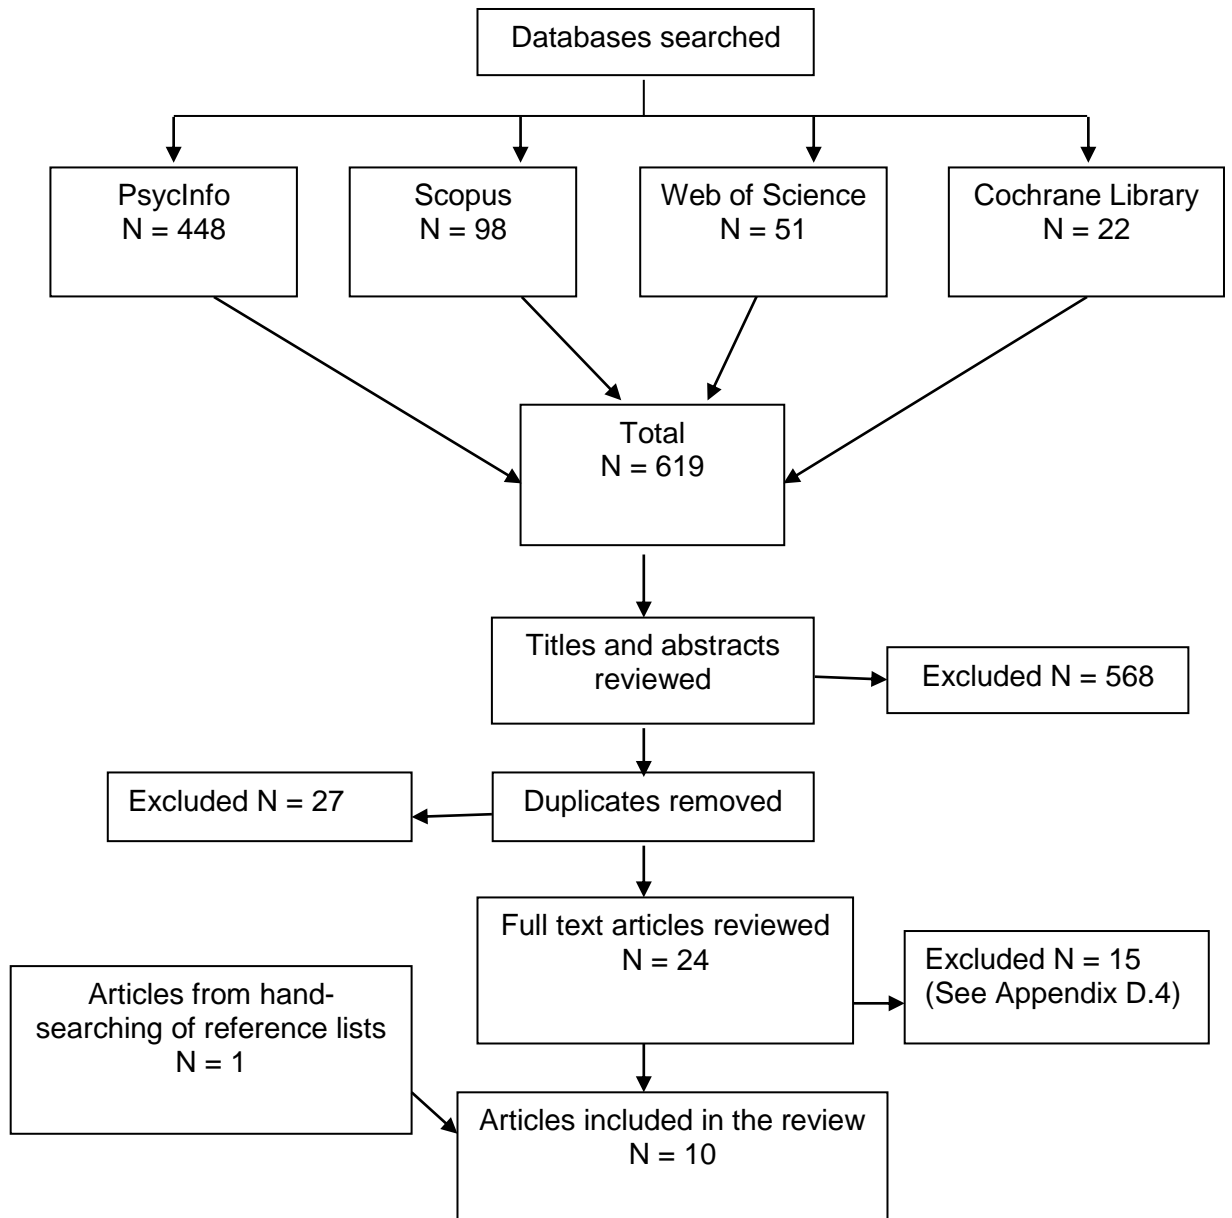 Databases searched
PsycInfo
N = 448
Scopus
N = 98
Web of Science
N = 51
Cochrane Library
N = 22
Total
N = 619
Titles and abstracts
reviewed
Excluded N = 568
Excluded N = 27
Duplicates removed
Full text articles reviewed
N = 24
Excluded N = 15
(See Appendix D.4)
Articles from hand-
searching of reference lists
N = 1
Articles included in the review
N = 10